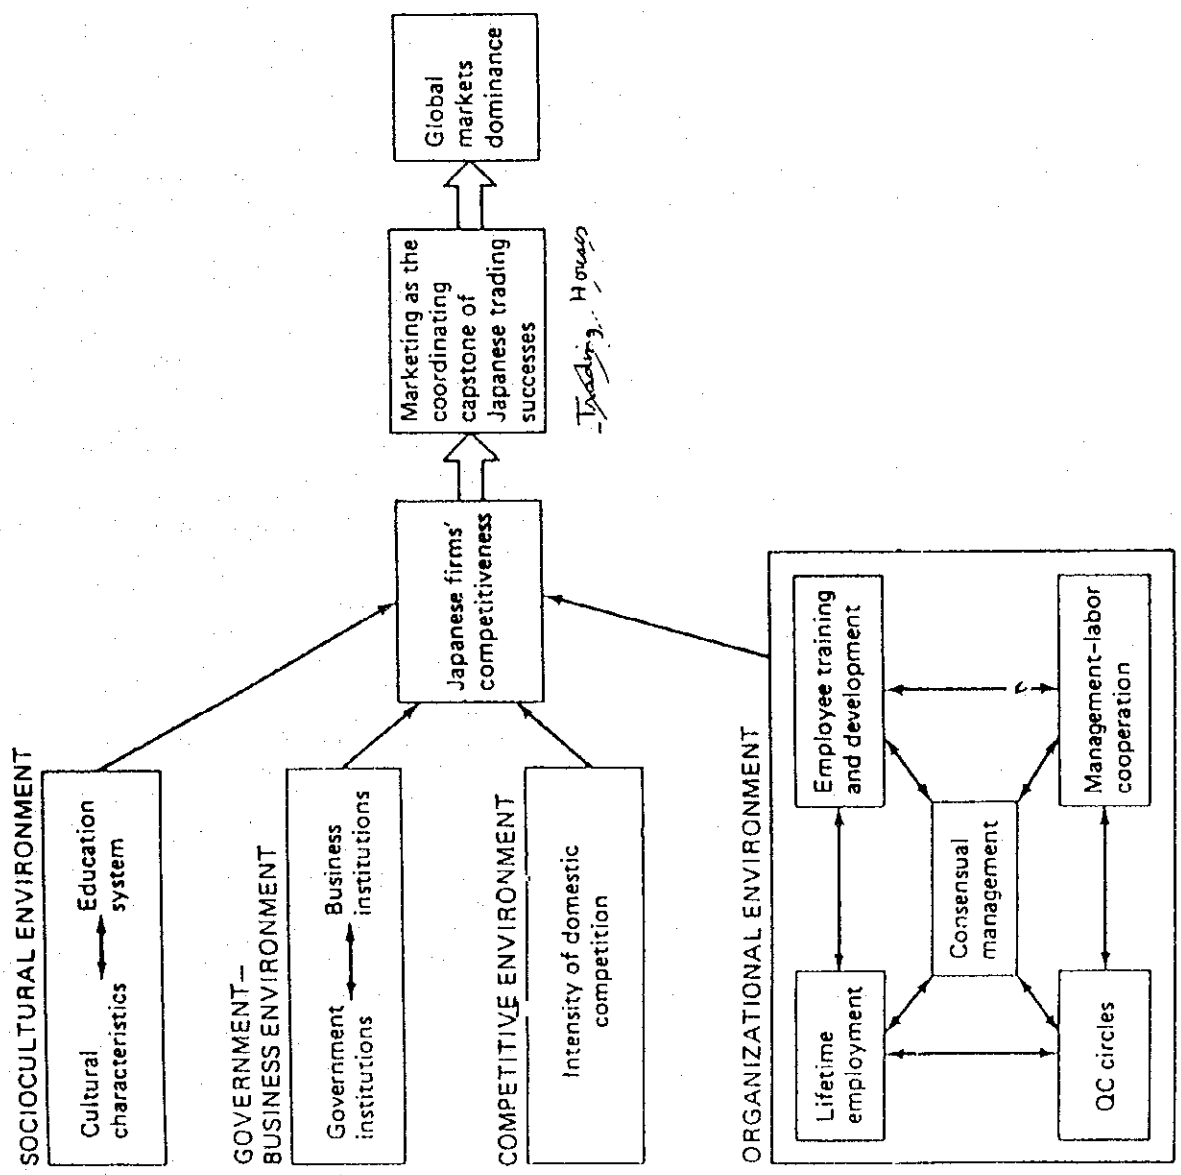 SOCIOCULTURAL ENVIRONMENT
Cultural
characteristics
Education
system
GOVERNMENT—
BUSINESS ENVIRONMENT
Government
institutions
Business
institutions
COMPETITIVE ENVIRONMENT
Intensity of domestic
competition
ORGANIZATIONAL ENVIRONMENT
Lifetime
employment
Employee training
and development
Consensual
management
QC circles
Management–labor
cooperation
Japanese firms'
competitiveness
Marketing as the
coordinating
capstone of
Japanese trading
successes
- Trading Houses
Global
markets
dominance